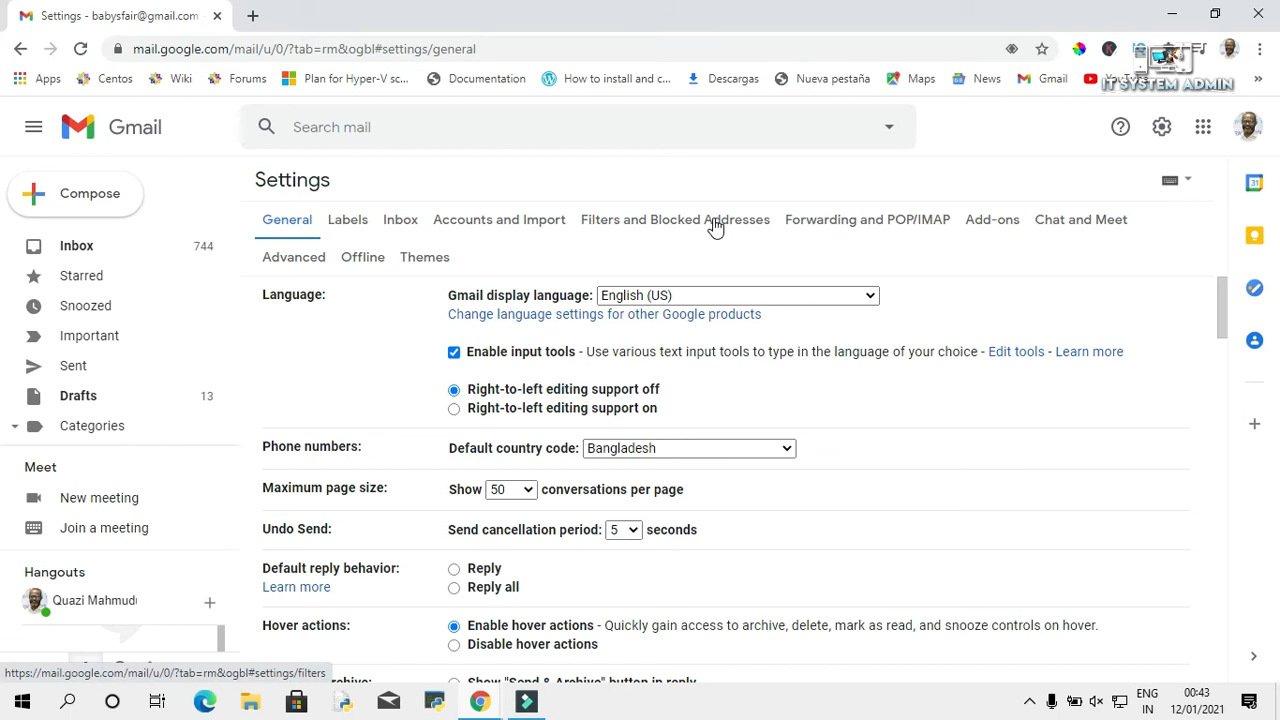 Settings - babysfair@gmail.com
mail.google.com/mail/u/0/?tab=rm&ogbl#settings/general
Apps Centos Wiki Forums Plan for Hyper-V sc... Documentation How to install and c... Descargas Nueva pestaña Maps News Gmail YouTube »
IT SYSTEM ADMIN
Gmail
Search mail
Settings
Compose
General Labels Inbox Accounts and Import Filters and Blocked Addresses Forwarding and POP/IMAP Add-ons Chat and Meet
Advanced Offline Themes
Inbox 744
Starred
Snoozed
Important
Sent
Drafts 13
Categories
Meet
New meeting
Join a meeting
Hangouts
Quazi Mahmud
Language: Gmail display language: English (US)
Change language settings for other Google products
Enable input tools - Use various text input tools to type in the language of your choice - Edit tools - Learn more
Right-to-left editing support off
Right-to-left editing support on
Phone numbers: Default country code: Bangladesh
Maximum page size: Show 50 conversations per page
Undo Send: Send cancellation period: 5 seconds
Default reply behavior: Reply
Learn more Reply all
Hover actions: Enable hover actions - Quickly gain access to archive, delete, mark as read, and snooze controls on hover.
Disable hover actions
Show "Send & Archive" button in reply
31
https://mail.google.com/mail/u/0/?tab=rm&ogbl#settings/filters
ENG 00:43
IN 12/01/2021